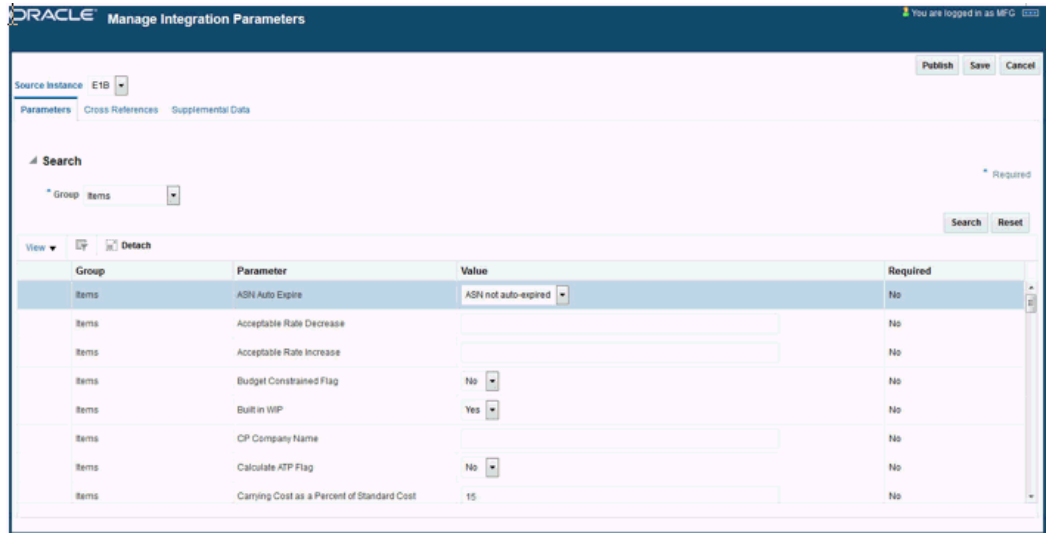 ORACLE Manage Integration Parameters You are logged in as MFG
Publish Save Cancel
Source Instance E1B
Parameters Cross References Supplemental Data
Search
* Required
* Group Items
Search Reset
View Detach
Group Parameter Value Required
Items ASN Auto Expire ASN not auto-expired No
Items Acceptable Rate Decrease No
Items Acceptable Rate Increase No
Items Budget Constrained Flag No No
Items Built in WIP Yes No
Items CP Company Name No
Items Calculate ATP Flag No No
Items Carrying Cost as a Percent of Standard Cost 15 No